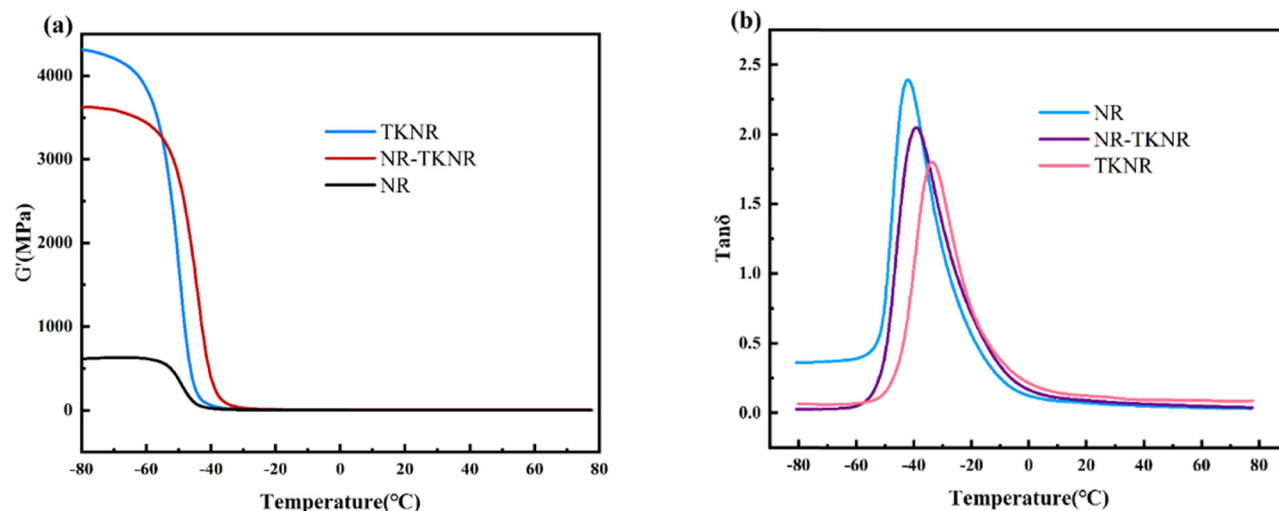 (a)
4000
3000
2000
1000
0
G'(MPa)
TKNR
NR-TKNR
NR
-80 -60 -40 -20 0 20 40 60 80
Temperature(℃)
(b)
2.5
2.0
1.5
1.0
0.5
0.0
Tanδ
NR
NR-TKNR
TKNR
-80 -60 -40 -20 0 20 40 60 80
Temperature(℃)